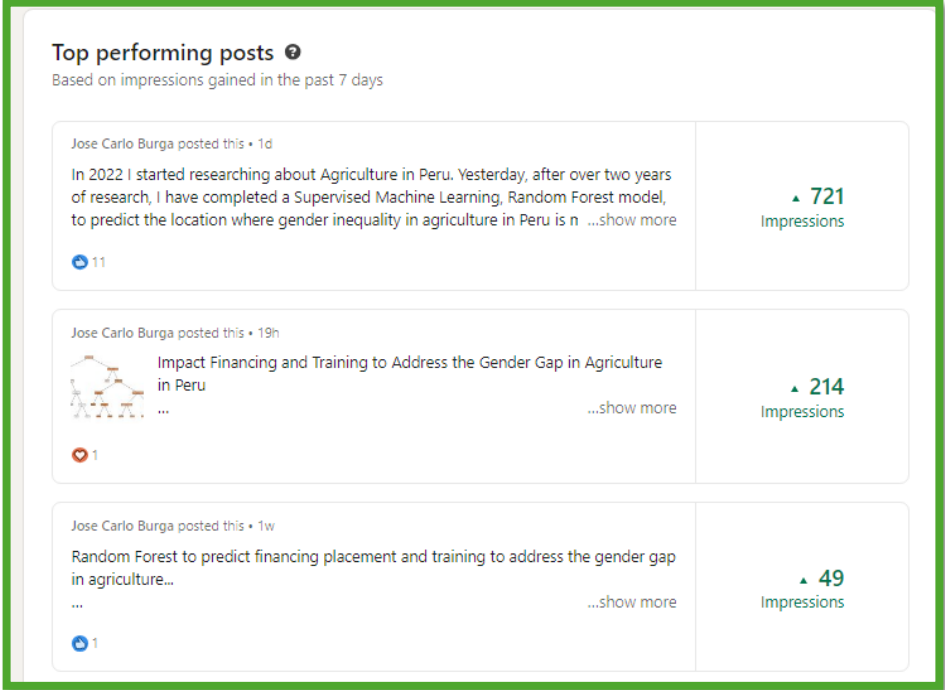 Top performing posts ?
Based on impressions gained in the past 7 days
Jose Carlo Burga posted this • 1d
In 2022 I started researching about Agriculture in Peru. Yesterday, after over two years
of research, I have completed a Supervised Machine Learning, Random Forest model,
to predict the location where gender inequality in agriculture in Peru is n ...show more
11
▲ 721
Impressions
Jose Carlo Burga posted this • 19h
Impact Financing and Training to Address the Gender Gap in Agriculture
in Peru
... ...show more
1
▲ 214
Impressions
Jose Carlo Burga posted this • 1w
Random Forest to predict financing placement and training to address the gender gap
in agriculture...
... ...show more
1
▲ 49
Impressions